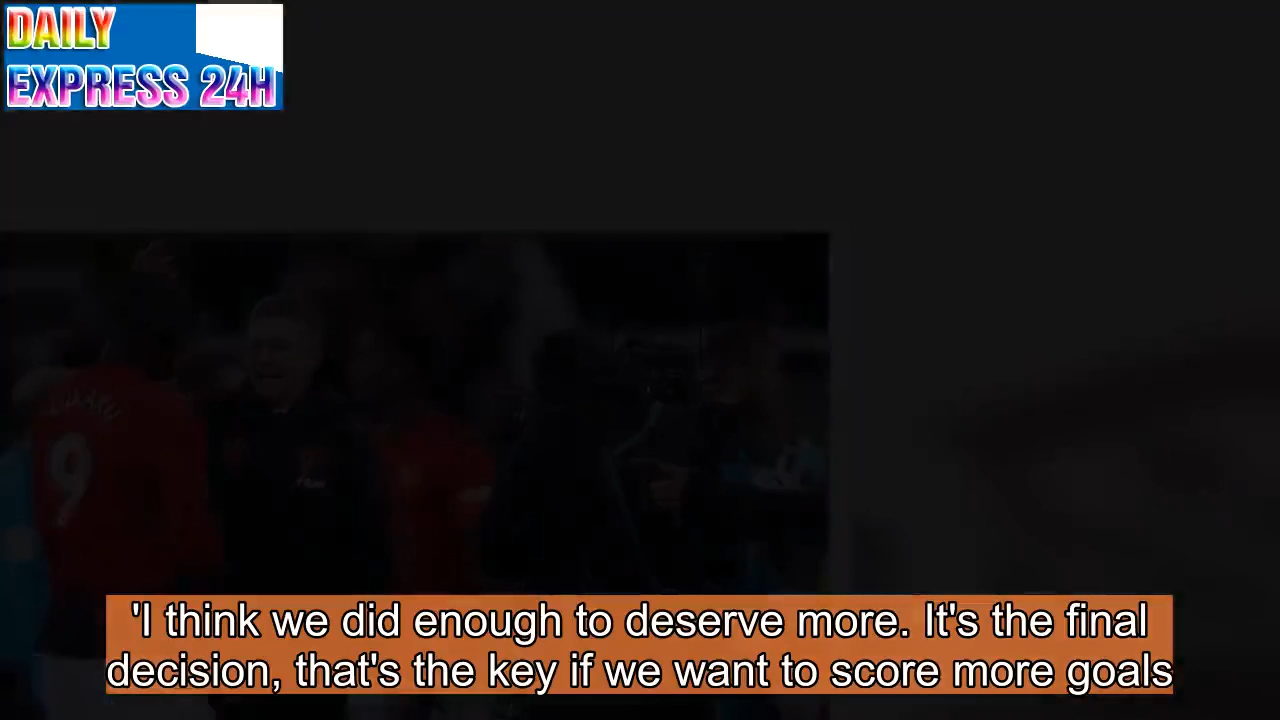 DAILY
EXPRESS 24H
9
'I think we did enough to deserve more. It's the final
decision, that's the key if we want to score more goals